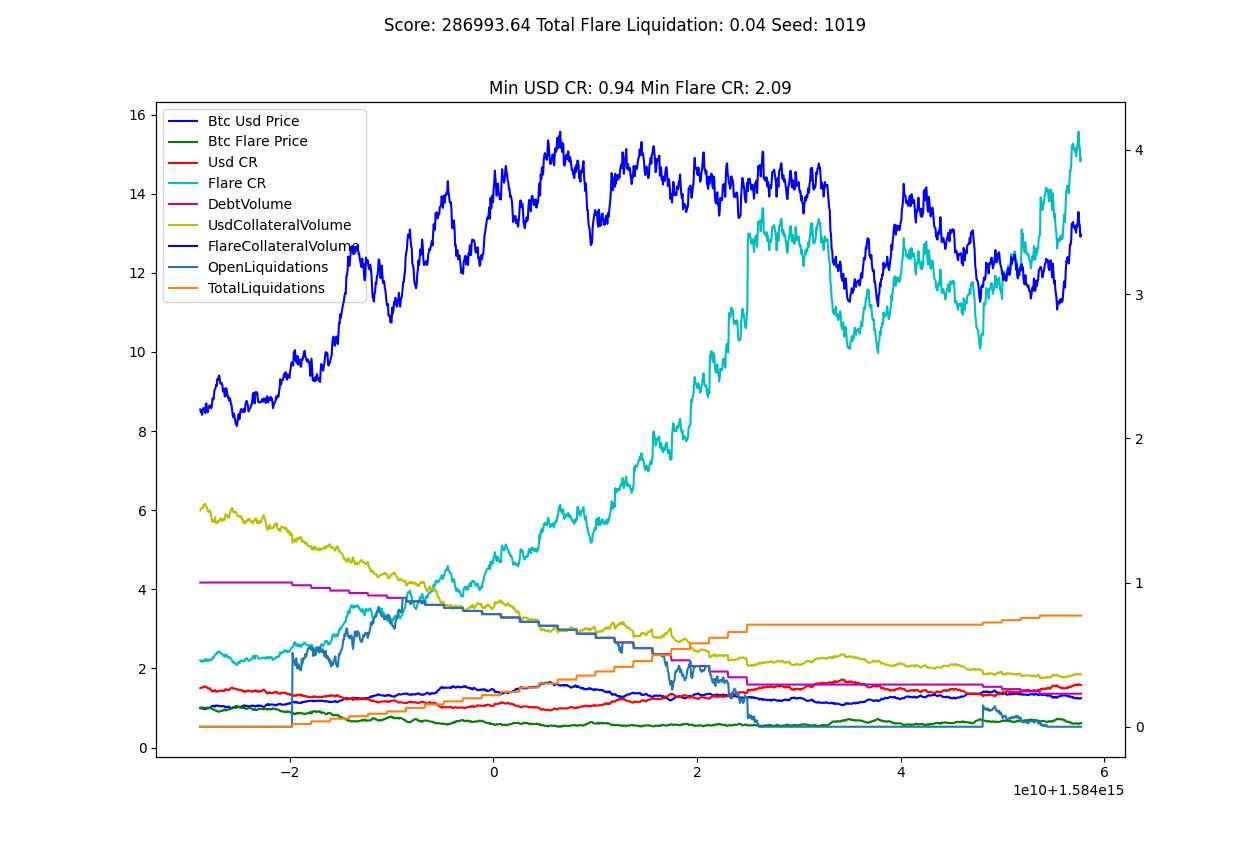 Score: 286993.64 Total Flare Liquidation: 0.04 Seed: 1019
Min USD CR: 0.94 Min Flare CR: 2.09
Btc Usd Price
Btc Flare Price
Usd CR
Flare CR
DebtVolume
UsdCollateralVolume
FlareCollateralVolume
OpenLiquidations
TotalLiquidations
16
14
12
10
8
6
4
2
0
4
3
2
1
0
−2
0
2
4
6
1e10+1.584e15